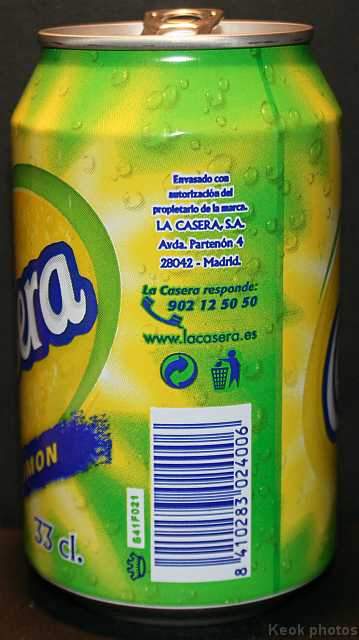 Envasado con
autorización del
propietario de la marca.
LA CASERA, S.A.
Avda. Partenón 4
28042 - Madrid.
La Casera responde:
902 12 50 50
www.lacasera.es
era
MON
33 cl.
641F021
8 410283 024006
Keok photos